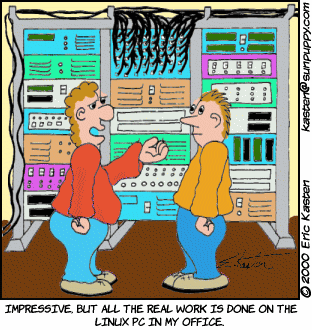 IMPRESSIVE, BUT ALL THE REAL WORK IS DONE ON THE
LINUX PC IN MY OFFICE.
© 2000 Eric Kasten
kasten@sunpuppy.com